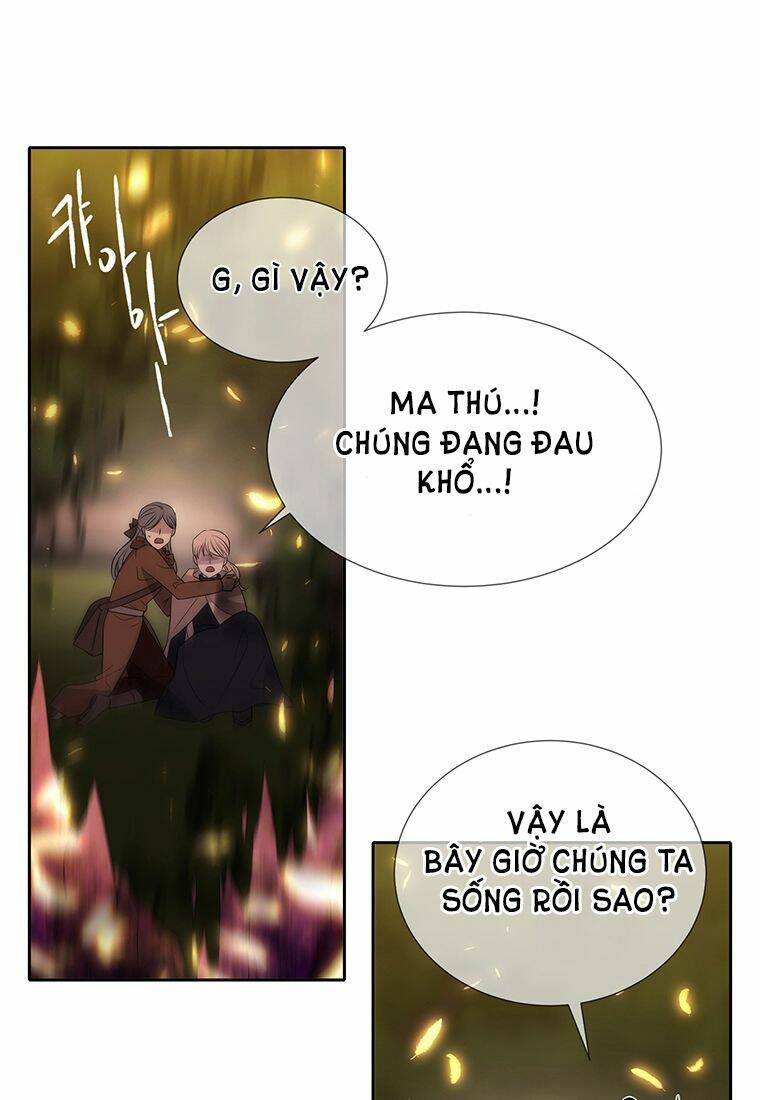 캬아아
G, GÌ VẬY?
MA THÚ...!
CHÚNG ĐANG ĐAU
KHỔ...!
VẬY LÀ
BÂY GIỜ CHÚNG TA
SỐNG RỒI SAO?